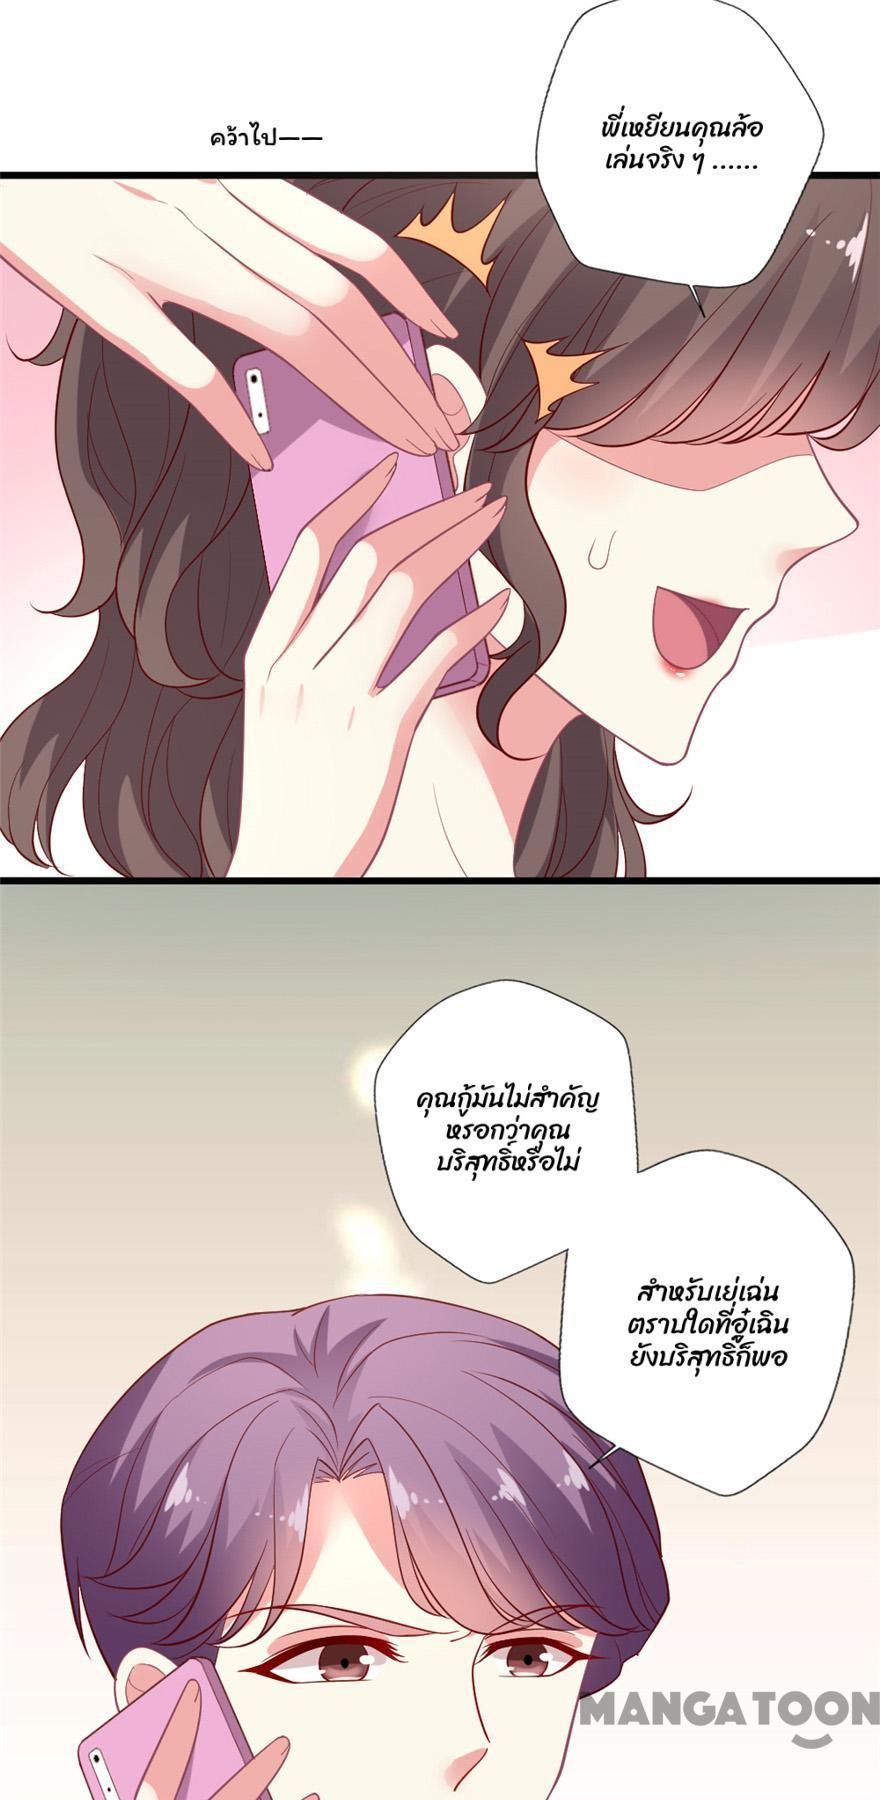 คว้าไป——
พี่เหยียนคุณล้อ
เล่นจริง ๆ ......
คุณกู้มันไม่สำคัญ
หรอกว่าคุณ
บริสุทธิ์หรือไม่
สำหรับเย่เฉ่น
ตราบใดที่อู๋เฉิน
ยังบริสุทธิ์ก็พอ
MANGATOON